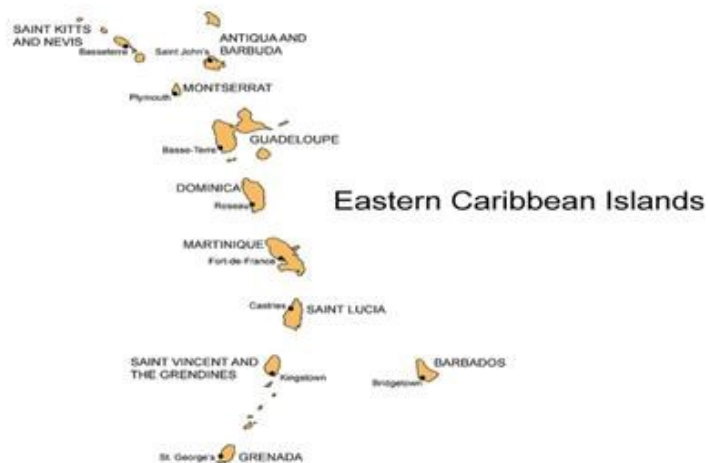 SAINT KITTS
AND NEVIS
Basseterre
Saint John's
ANTIQUA AND
BARBUDA
MONTSERRAT
Plymouth
GUADELOUPE
Basse-Terre
DOMINICA
Roseau
Eastern Caribbean Islands
MARTINIQUE
Fort-de-France
Castries
SAINT LUCIA
SAINT VINCENT AND
THE GRENDINES
Kingstown
BARBADOS
Bridgetown
St. George's
GRENADA